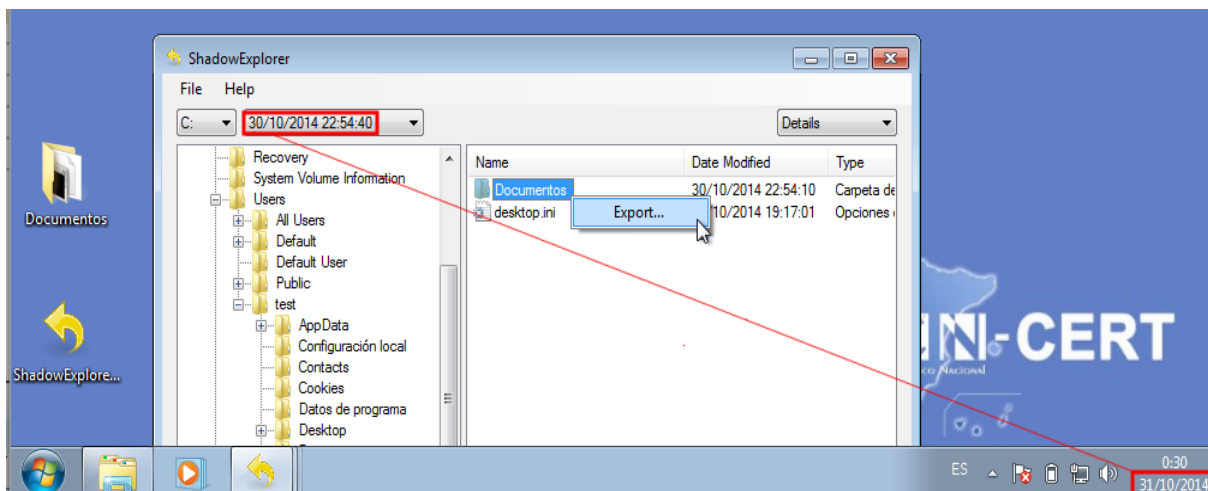 ShadowExplorer
File Help
C: 30/10/2014 22:54:40 Details
Recovery
System Volume Information
Users
All Users
Default
Default User
Public
test
AppData
Configuración local
Contacts
Cookies
Datos de programa
Desktop
Name Date Modified Type
Documentos 30/10/2014 22:54:10 Carpeta de
desktop.ini /10/2014 19:17:01 Opciones
Export...
Documentos
ShadowExplore...
N-CERT
Nacional
ES
0:30
31/10/2014